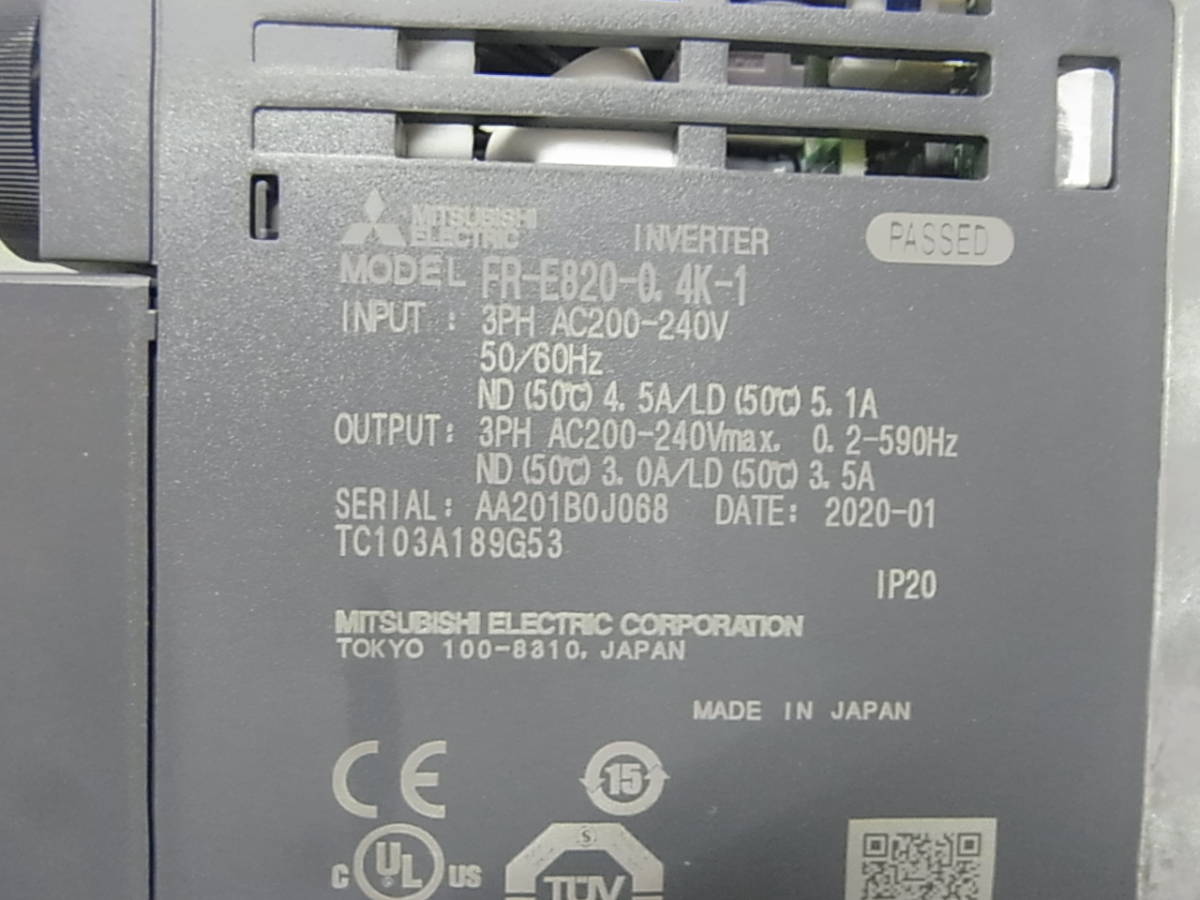 MITSUBISHI
ELECTRIC
INVERTER
PASSED
MODEL FR-E820-0.4K-1
INPUT : 3PH AC200-240V
50/60Hz
ND (50℃) 4.5A/LD (50℃) 5.1A
OUTPUT: 3PH AC200-240Vmax. 0.2-590Hz
ND (50℃) 3.0A/LD (50℃) 3.5A
SERIAL: AA201B0J068 DATE: 2020-01
TC103A189G53
IP20
MITSUBISHI ELECTRIC CORPORATION
TOKYO 100-8310, JAPAN
MADE IN JAPAN
CE
15
C UL US
S
TÜV